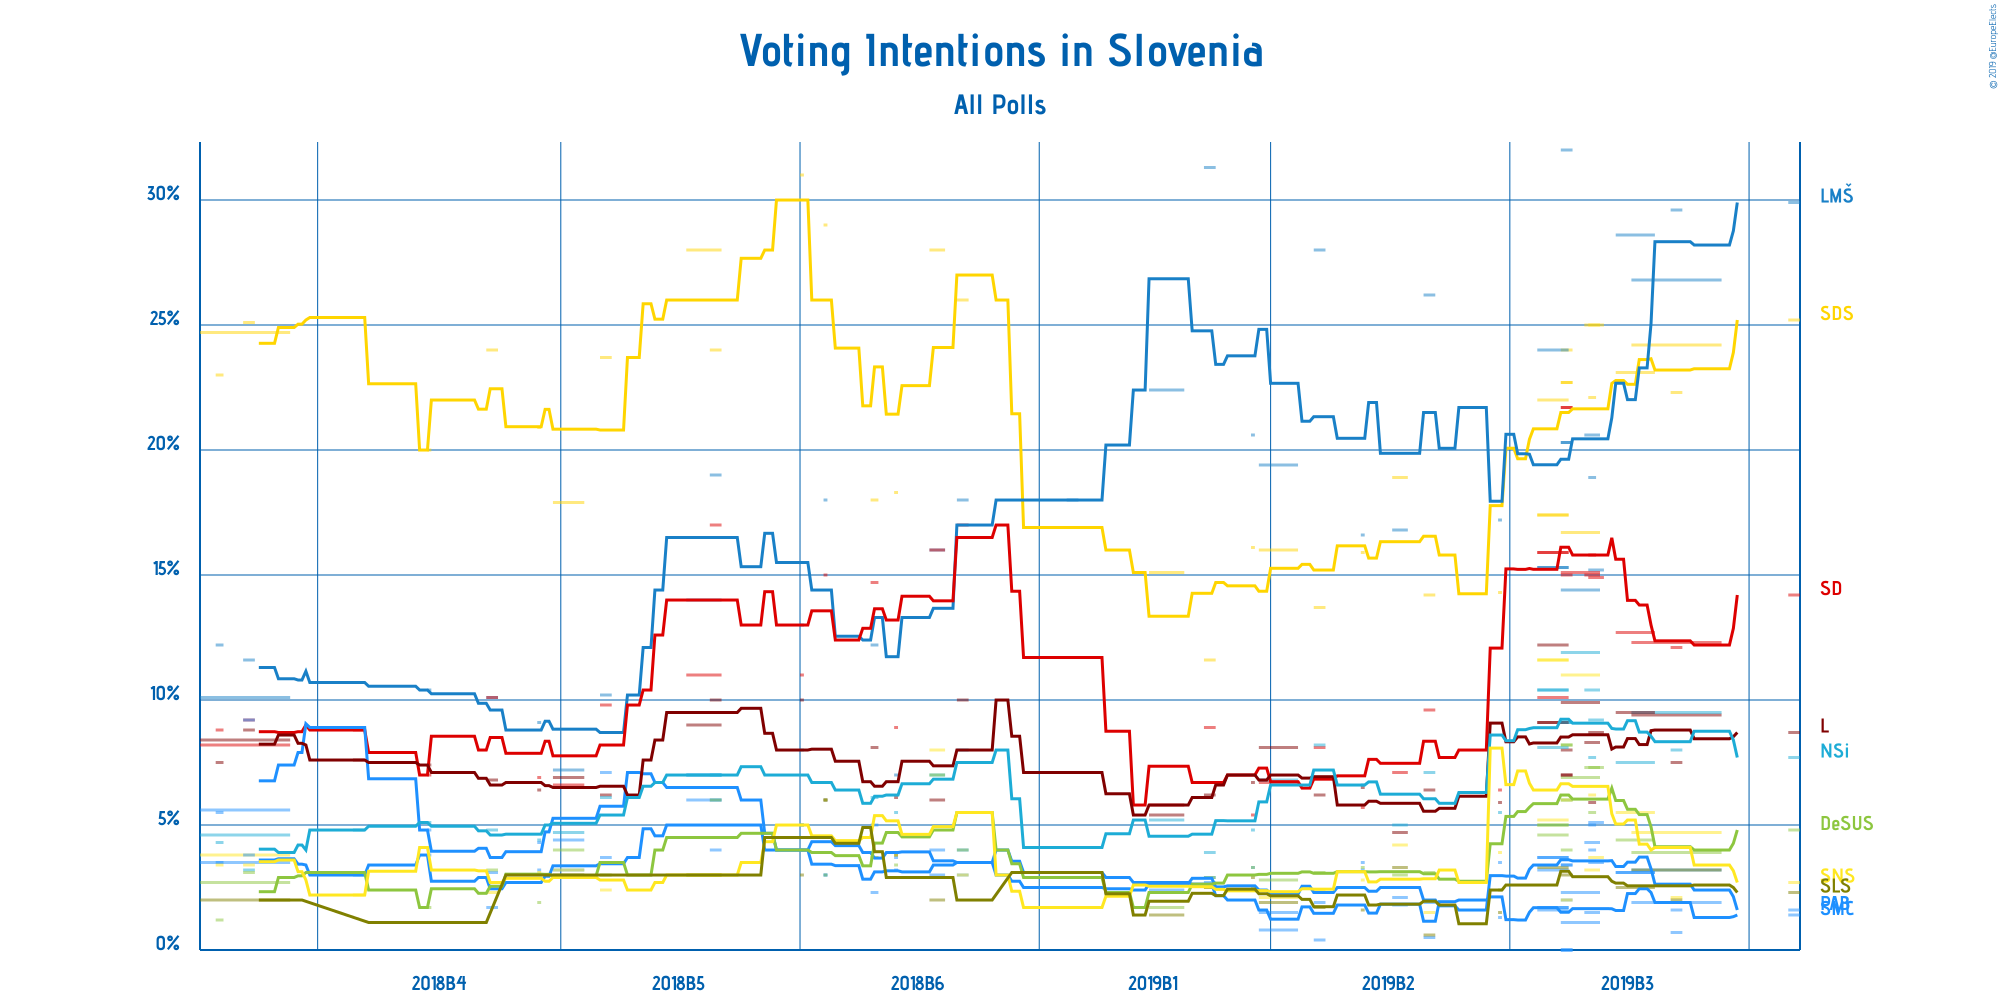 Voting Intentions in Slovenia
All Polls
© 2019 @EuropeElects
30%
25%
20%
15%
10%
5%
0%
LMŠ
SDS
SD
L
NSi
DeSUS
SNS
SLS
PAB
SMC
2018B4
2018B5
2018B6
2019B1
2019B2
2019B3